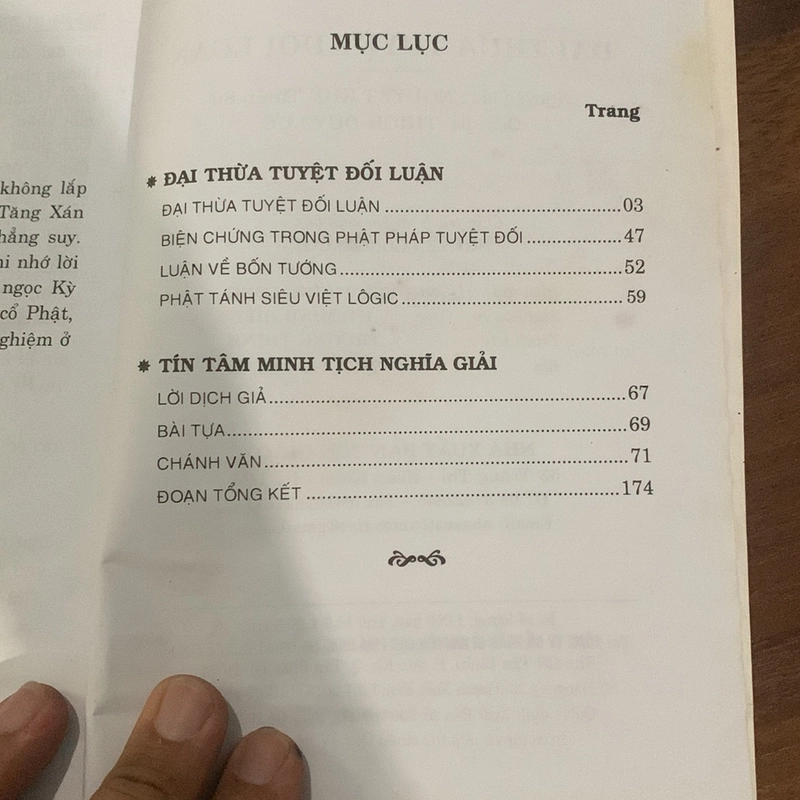 không lắp
Tăng Xán
hẳng suy.
ni nhớ lời
ngọc Kỳ
cổ Phật,
ghiệm ở
MỤC LỤC
Trang
⁕ ĐẠI THỪA TUYỆT ĐỐI LUẬN
ĐẠI THỪA TUYỆT ĐỐI LUẬN ......................................03
BIỆN CHỨNG TRONG PHẬT PHÁP TUYỆT ĐỐI ....................47
LUẬN VỀ BỐN TƯỚNG..............................................52
PHẬT TÁNH SIÊU VIỆT LÔGIC....................................59
⁕ TÍN TÂM MINH TỊCH NGHĨA GIẢI
LỜI DỊCH GIẢ..........................................................67
BÀI TỰA.................................................................69
CHÁNH VĂN...........................................................71
ĐOẠN TỔNG KẾT ..................................................174